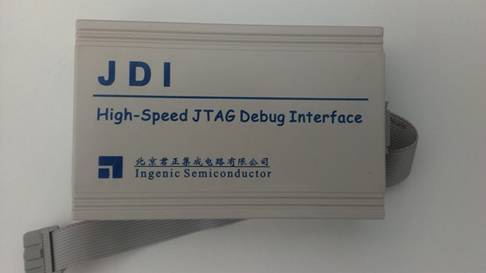 JDI
High-Speed JTAG Debug Interface
北京君正集成电路有限公司
Ingenic Semiconductor